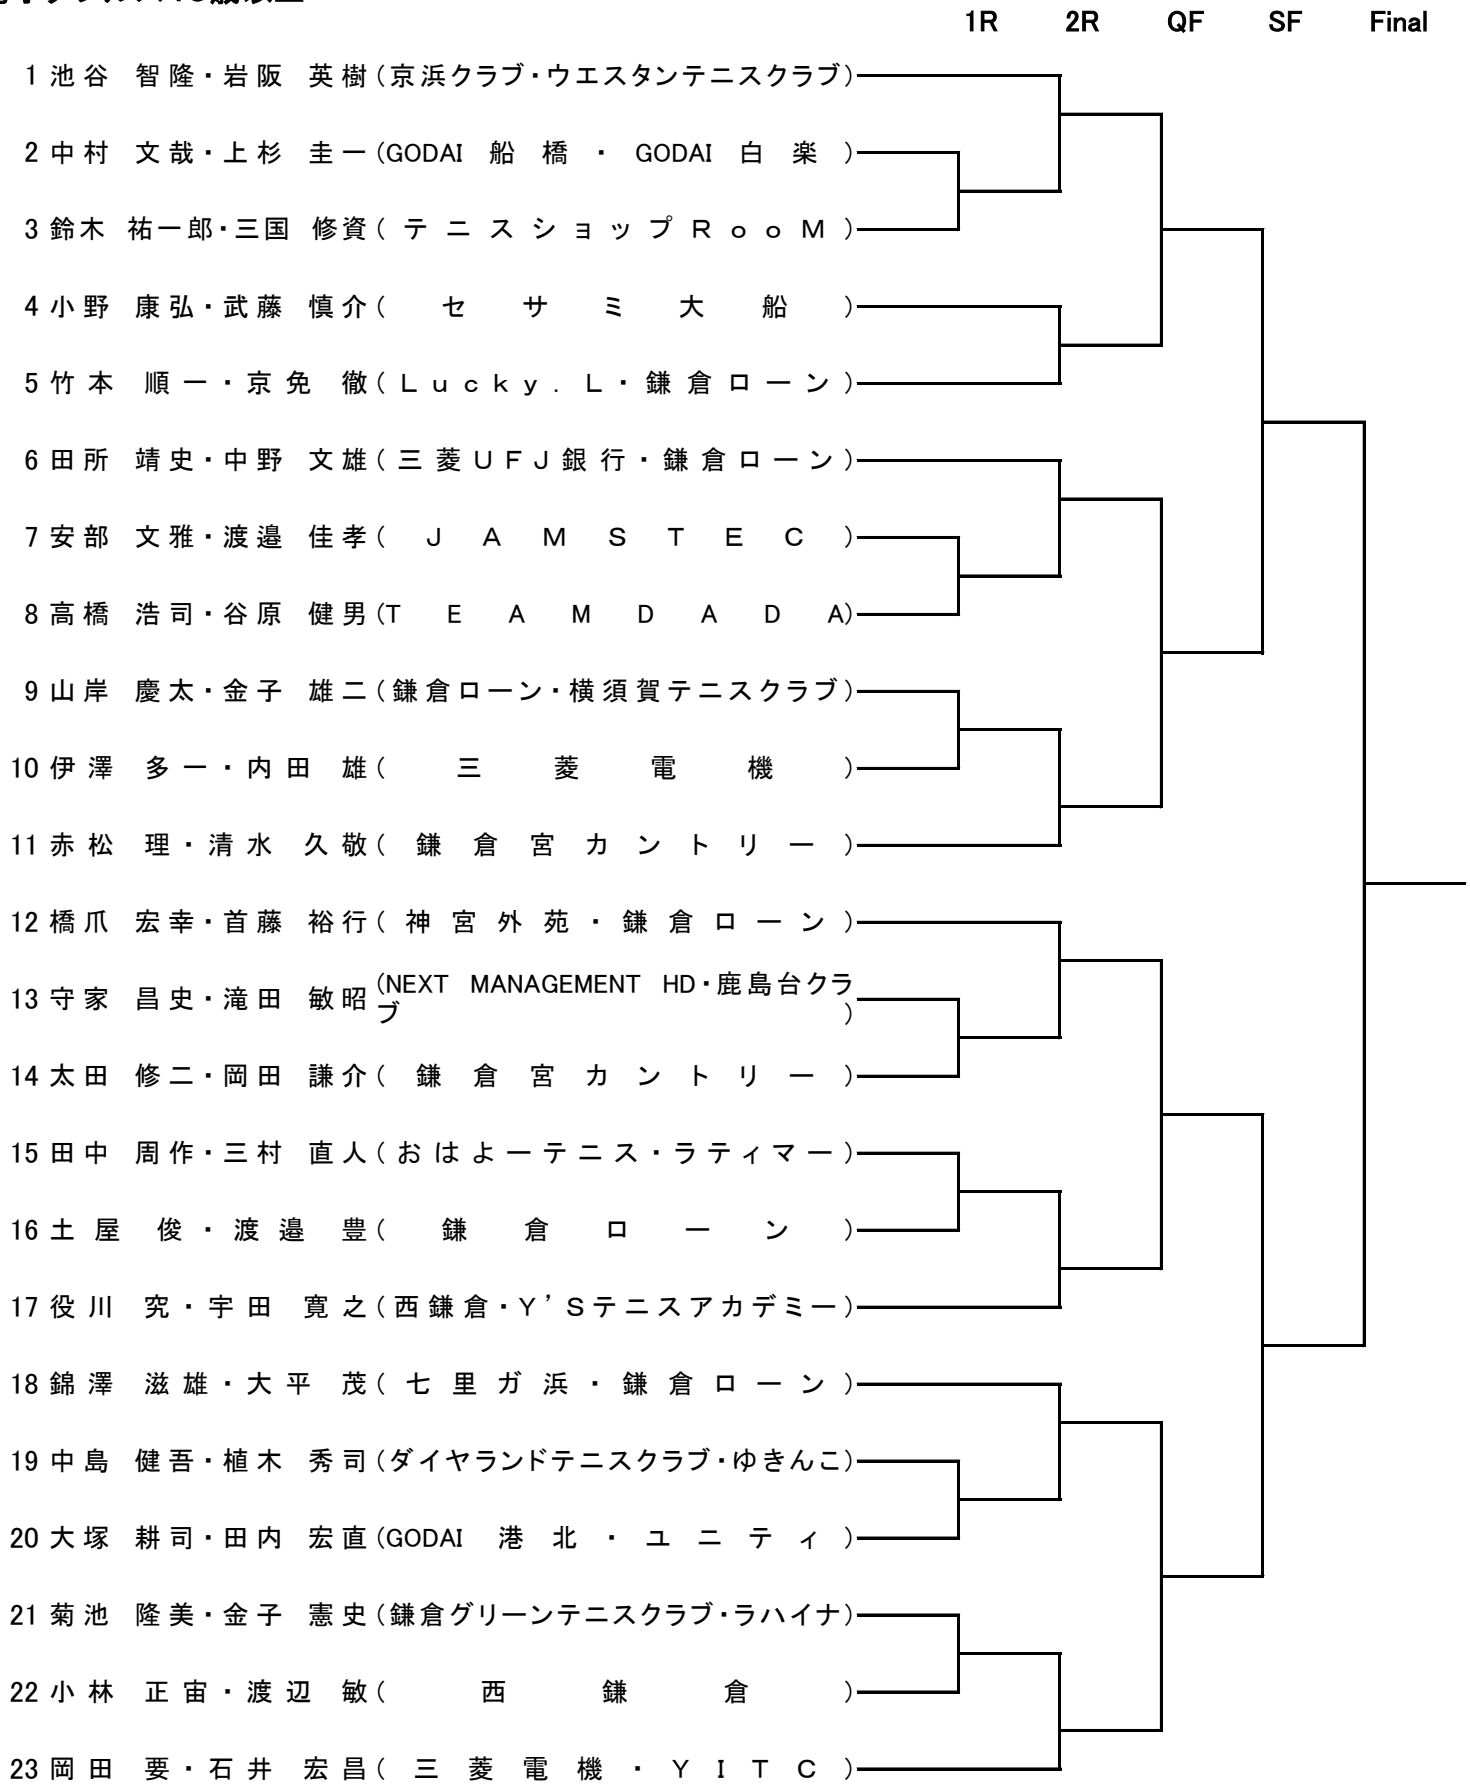 1R 2R QF SF Final
1 池谷 智隆・岩阪 英樹(京浜クラブ・ウエスタンテニスクラブ)
2 中村 文哉・上杉 圭一(GODAI 船橋・GODAI 白楽)
3 鈴木 祐一郎・三国 修資(テニスショップRooM)
4 小野 康弘・武藤 慎介(セサミ大船)
5 竹本 順一・京免 徹(Lucky.L・鎌倉ローン)
6 田所 靖史・中野 文雄(三菱UFJ銀行・鎌倉ローン)
7 安部 文雅・渡邉 佳孝(JAMSTEC)
8 高橋 浩司・谷原 健男(TEAMDADA)
9 山岸 慶太・金子 雄二(鎌倉ローン・横須賀テニスクラブ)
10 伊澤 多一・内田 雄(三菱電機)
11 赤松 理・清水 久敬(鎌倉宮カントリー)
12 橋爪 宏幸・首藤 裕行(神宮外苑・鎌倉ローン)
13 守家 昌史・滝田 敏昭(NEXT MANAGEMENT HD・鹿島台クラ
ブ)
14 太田 修二・岡田 謙介(鎌倉宮カントリー)
15 田中 周作・三村 直人(おはよーテニス・ラティマー)
16 土屋 俊・渡邉 豊(鎌倉ローン)
17 役川 究・宇田 寛之(西鎌倉・Y'Sテニスアカデミー)
18 錦澤 滋雄・大平 茂(七里ガ浜・鎌倉ローン)
19 中島 健吾・植木 秀司(ダイヤランドテニスクラブ・ゆきんこ)
20 大塚 耕司・田内 宏直(GODAI 港北・ユニティ)
21 菊池 隆美・金子 憲史(鎌倉グリーンテニスクラブ・ラハイナ)
22 小林 正宙・渡辺 敏(西鎌倉)
23 岡田 要・石井 宏昌(三菱電機・YITC)